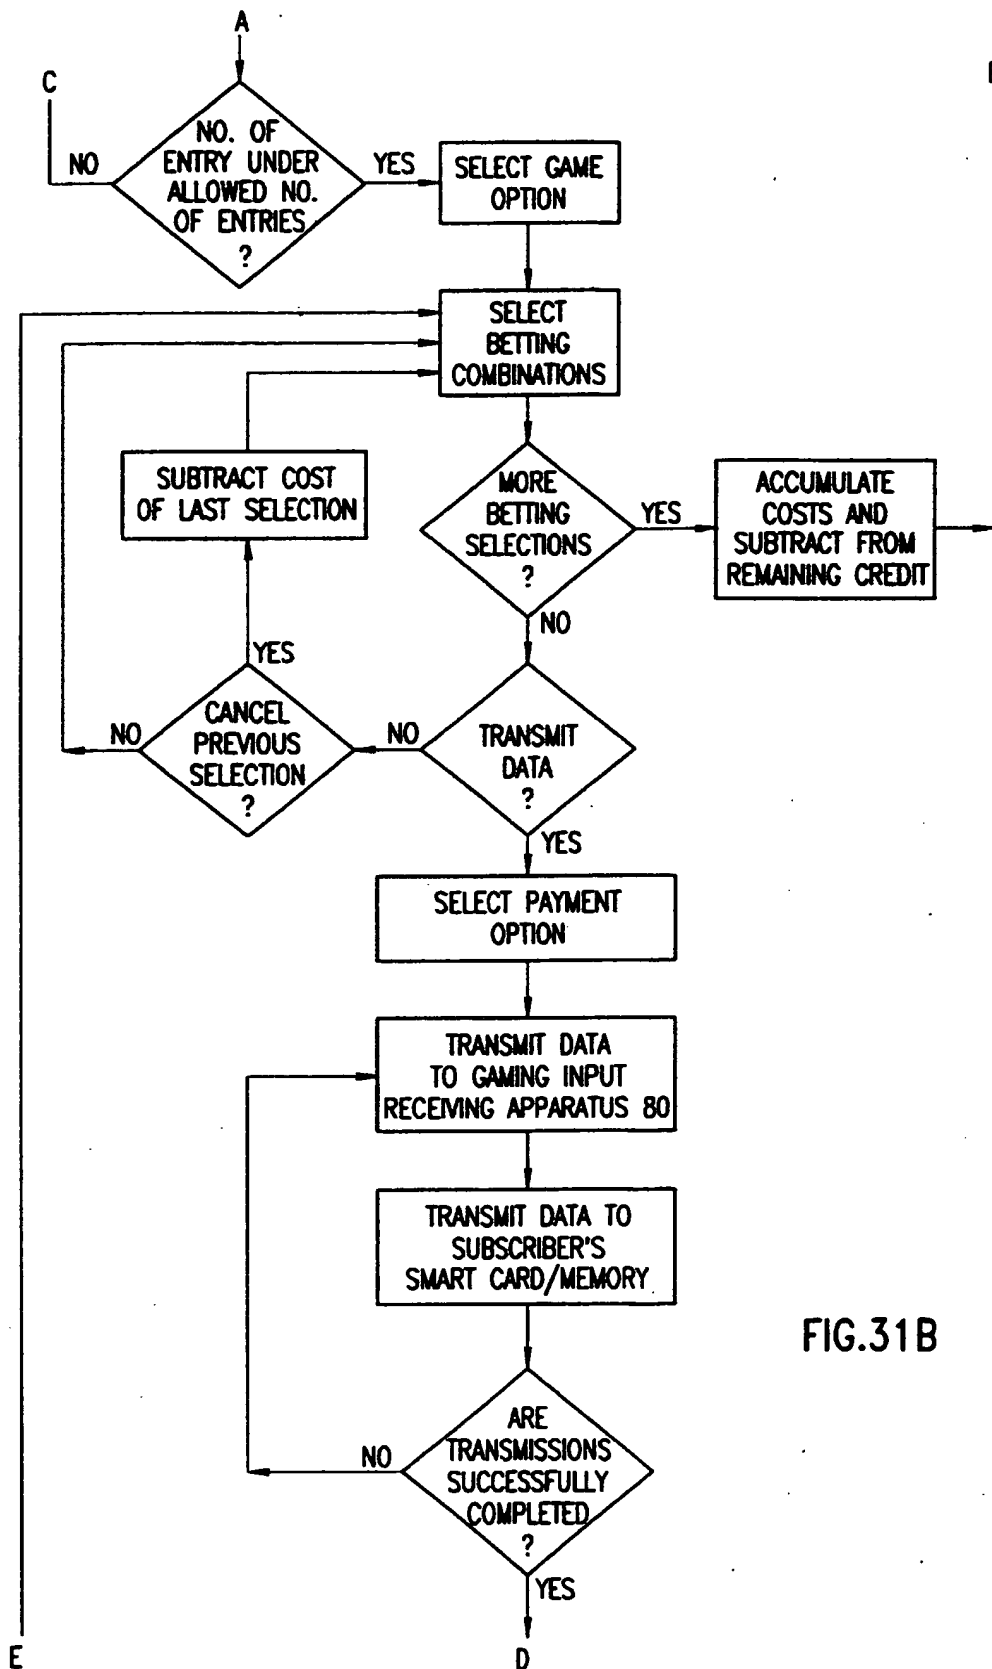 A
C
NO. OF
ENTRY UNDER
ALLOWED NO.
OF ENTRIES
?
NO
YES
SELECT GAME
OPTION
SELECT
BETTING
COMBINATIONS
SUBTRACT COST
OF LAST SELECTION
MORE
BETTING
SELECTIONS
?
YES
ACCUMULATE
COSTS AND
SUBTRACT FROM
REMAINING CREDIT
NO
YES
CANCEL
PREVIOUS
SELECTION
?
NO
NO
TRANSMIT
DATA
?
YES
SELECT PAYMENT
OPTION
TRANSMIT DATA
TO GAMING INPUT
RECEIVING APPARATUS 80
TRANSMIT DATA TO
SUBSCRIBER'S
SMART CARD/MEMORY
FIG.31B
ARE
TRANSMISSIONS
SUCCESSFULLY
COMPLETED
?
NO
YES
E
D